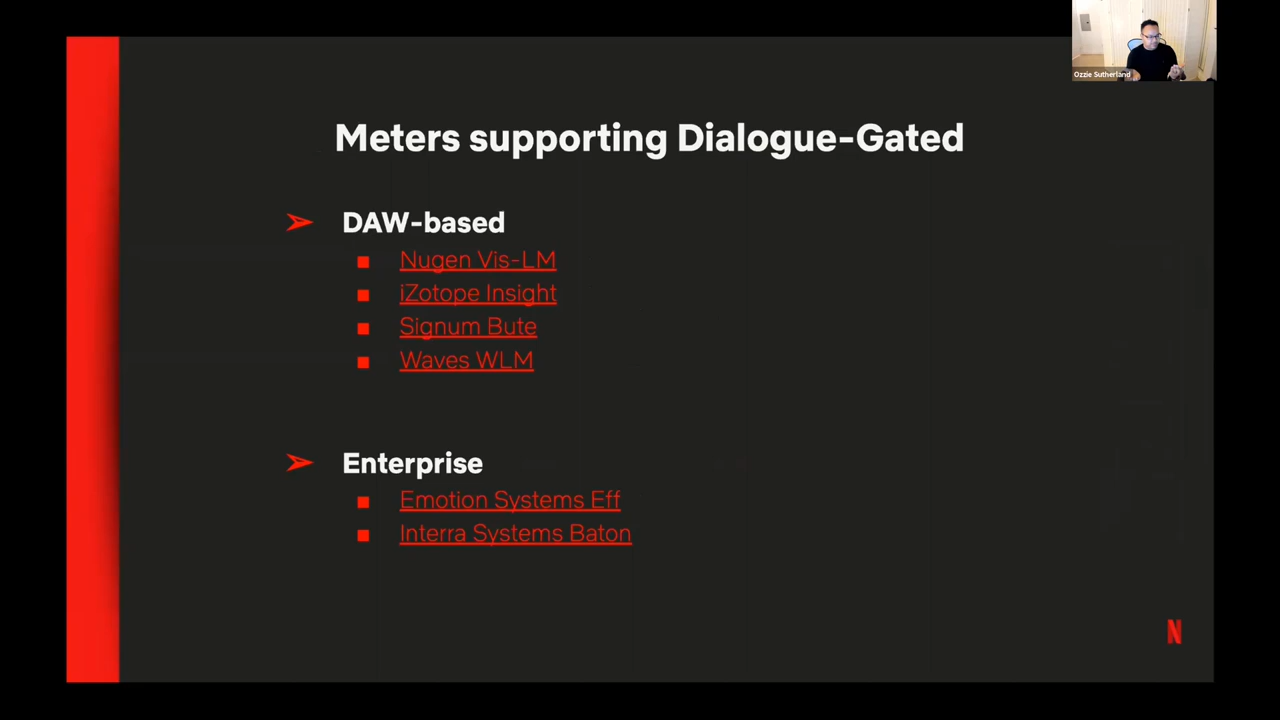 Ozzie Sutherland
Meters supporting Dialogue-Gated
➢ DAW-based
■ Nugen Vis-LM
■ iZotope Insight
■ Signum Bute
■ Waves WLM
➢ Enterprise
■ Emotion Systems Eff
■ Interra Systems Baton
N